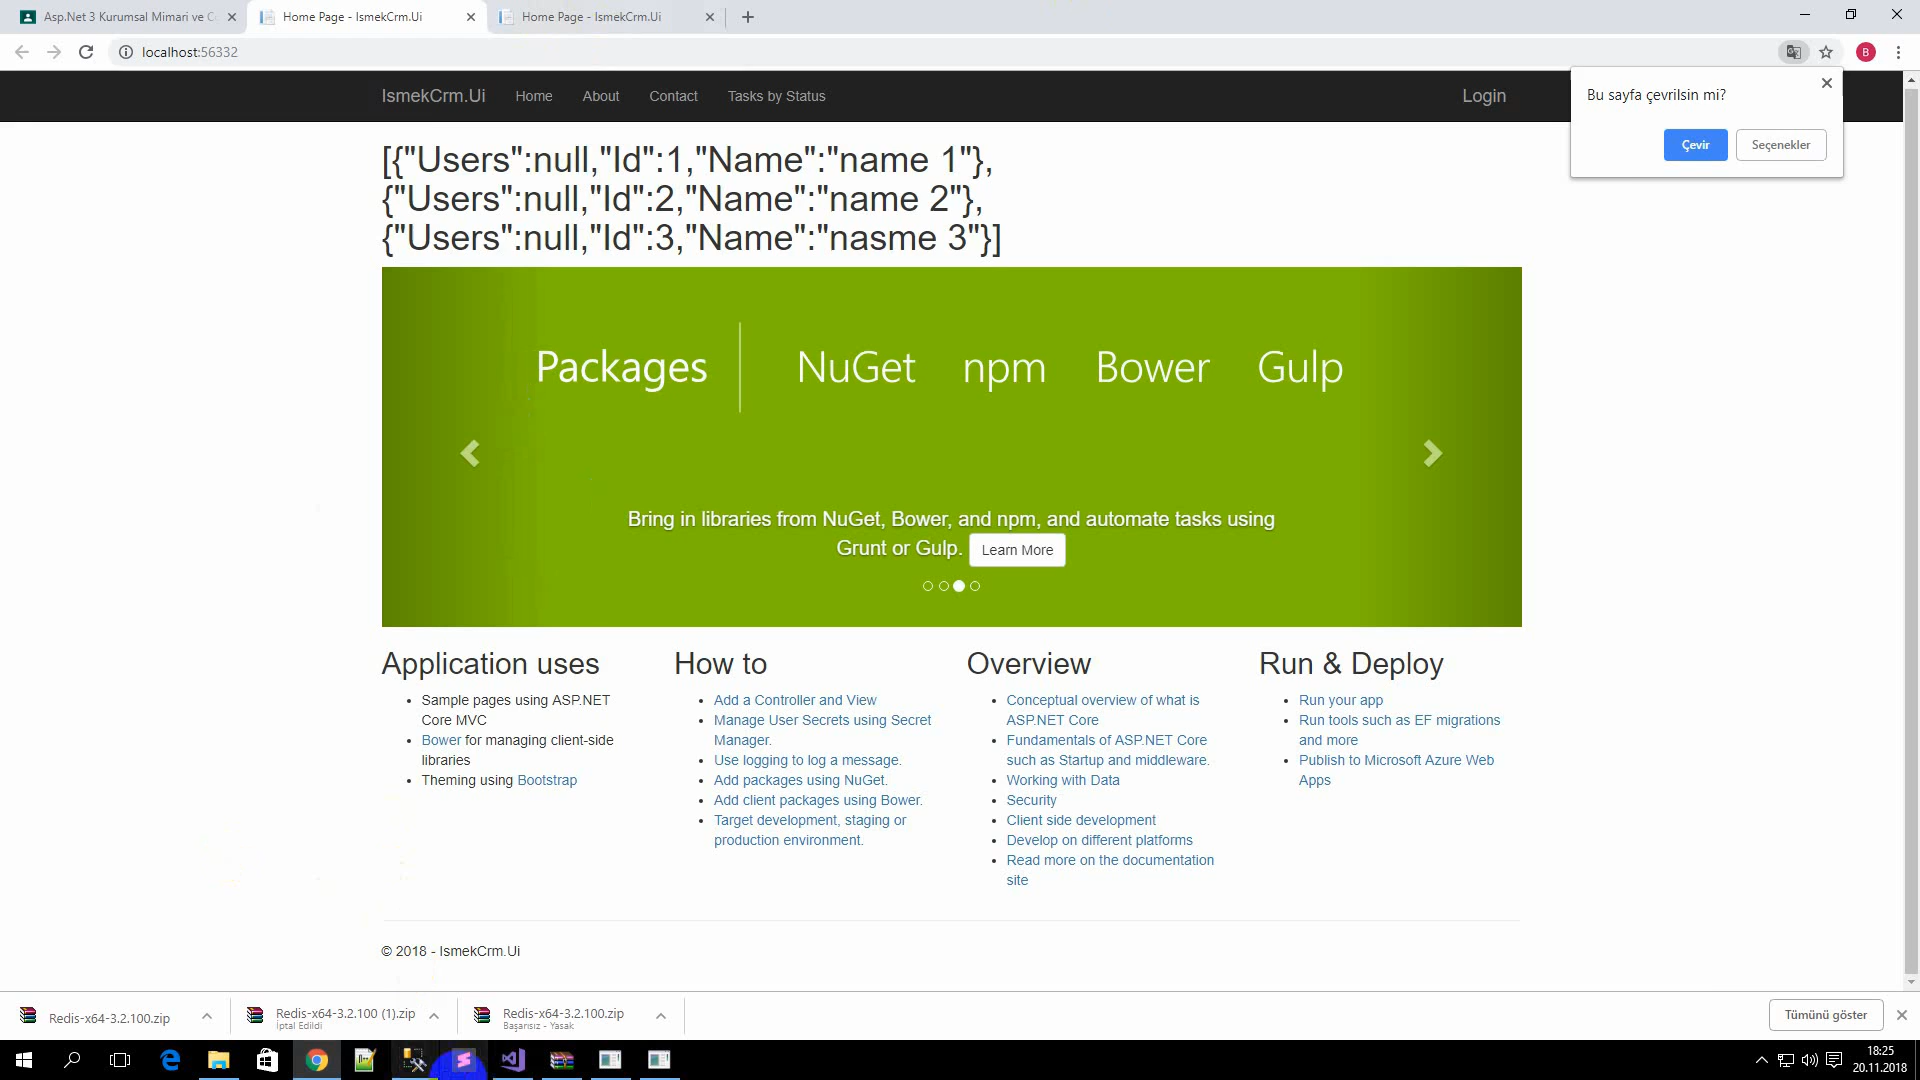 Asp.Net 3 Kurumsal Mimari ve C
Home Page - IsmekCrm.Ui
Home Page - IsmekCrm.Ui
localhost:56332
B
IsmekCrm.Ui
Home
About
Contact
Tasks by Status
Login
Bu sayfa çevrilsin mi?
Çevir
Seçenekler
[{"Users":null,"Id":1,"Name":"name 1"},
{"Users":null,"Id":2,"Name":"name 2"},
{"Users":null,"Id":3,"Name":"nasme 3"}]
Packages
NuGet
npm
Bower
Gulp
Bring in libraries from NuGet, Bower, and npm, and automate tasks using
Grunt or Gulp.
Learn More
Application uses
Sample pages using ASP.NET
Core MVC
Bower for managing client-side
libraries
Theming using Bootstrap
How to
Add a Controller and View
Manage User Secrets using Secret
Manager.
Use logging to log a message.
Add packages using NuGet.
Add client packages using Bower.
Target development, staging or
production environment.
Overview
Conceptual overview of what is
ASP.NET Core
Fundamentals of ASP.NET Core
such as Startup and middleware.
Working with Data
Security
Client side development
Develop on different platforms
Read more on the documentation
site
Run & Deploy
Run your app
Run tools such as EF migrations
and more
Publish to Microsoft Azure Web
Apps
© 2018 - IsmekCrm.Ui
Redis-x64-3.2.100.zip
Redis-x64-3.2.100 (1).zip
İptal Edildi
Redis-x64-3.2.100.zip
Başarısız - Yasak
Tümünü göster
18:25
20.11.2018